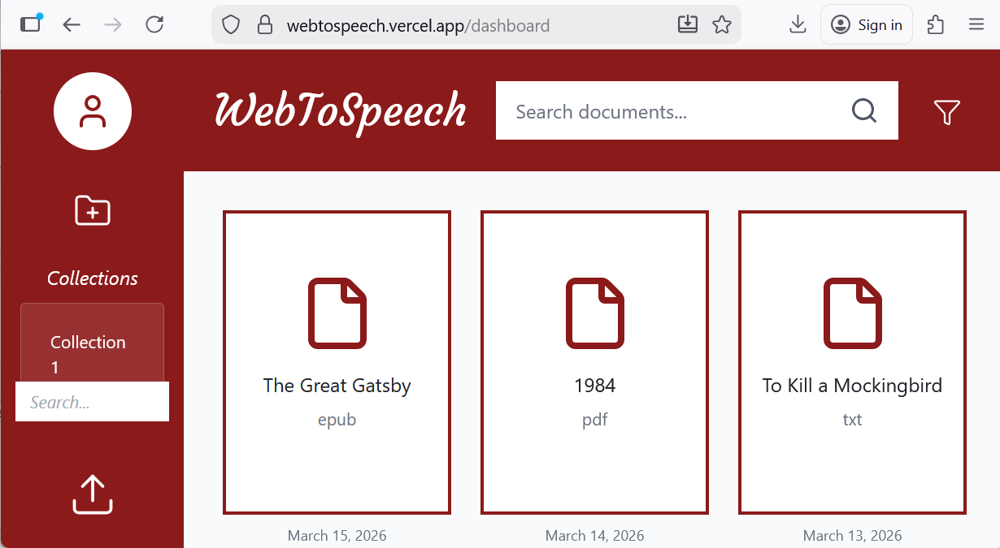 webtospeech.vercel.app/dashboard
Sign in
WebToSpeech
Search documents...
Collections
Collection
1
Search...
The Great Gatsby
epub
March 15, 2026
1984
pdf
March 14, 2026
To Kill a Mockingbird
txt
March 13, 2026